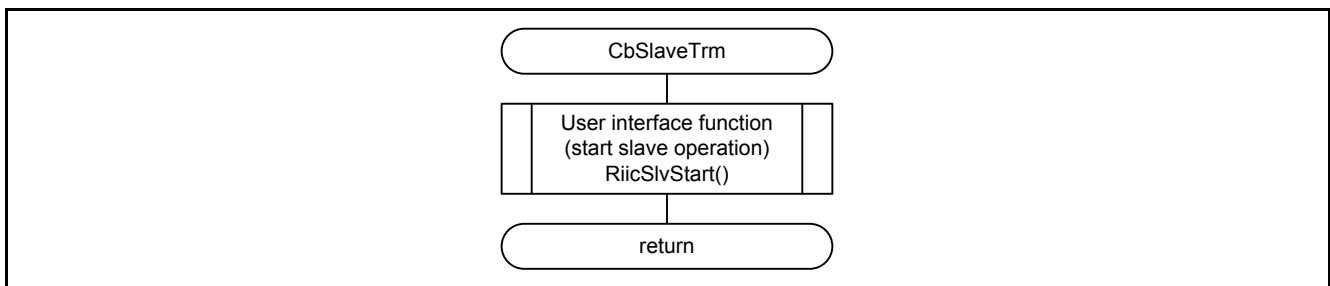 CbSlaveTrm
User interface function
(start slave operation)
RiicSlvStart()
return